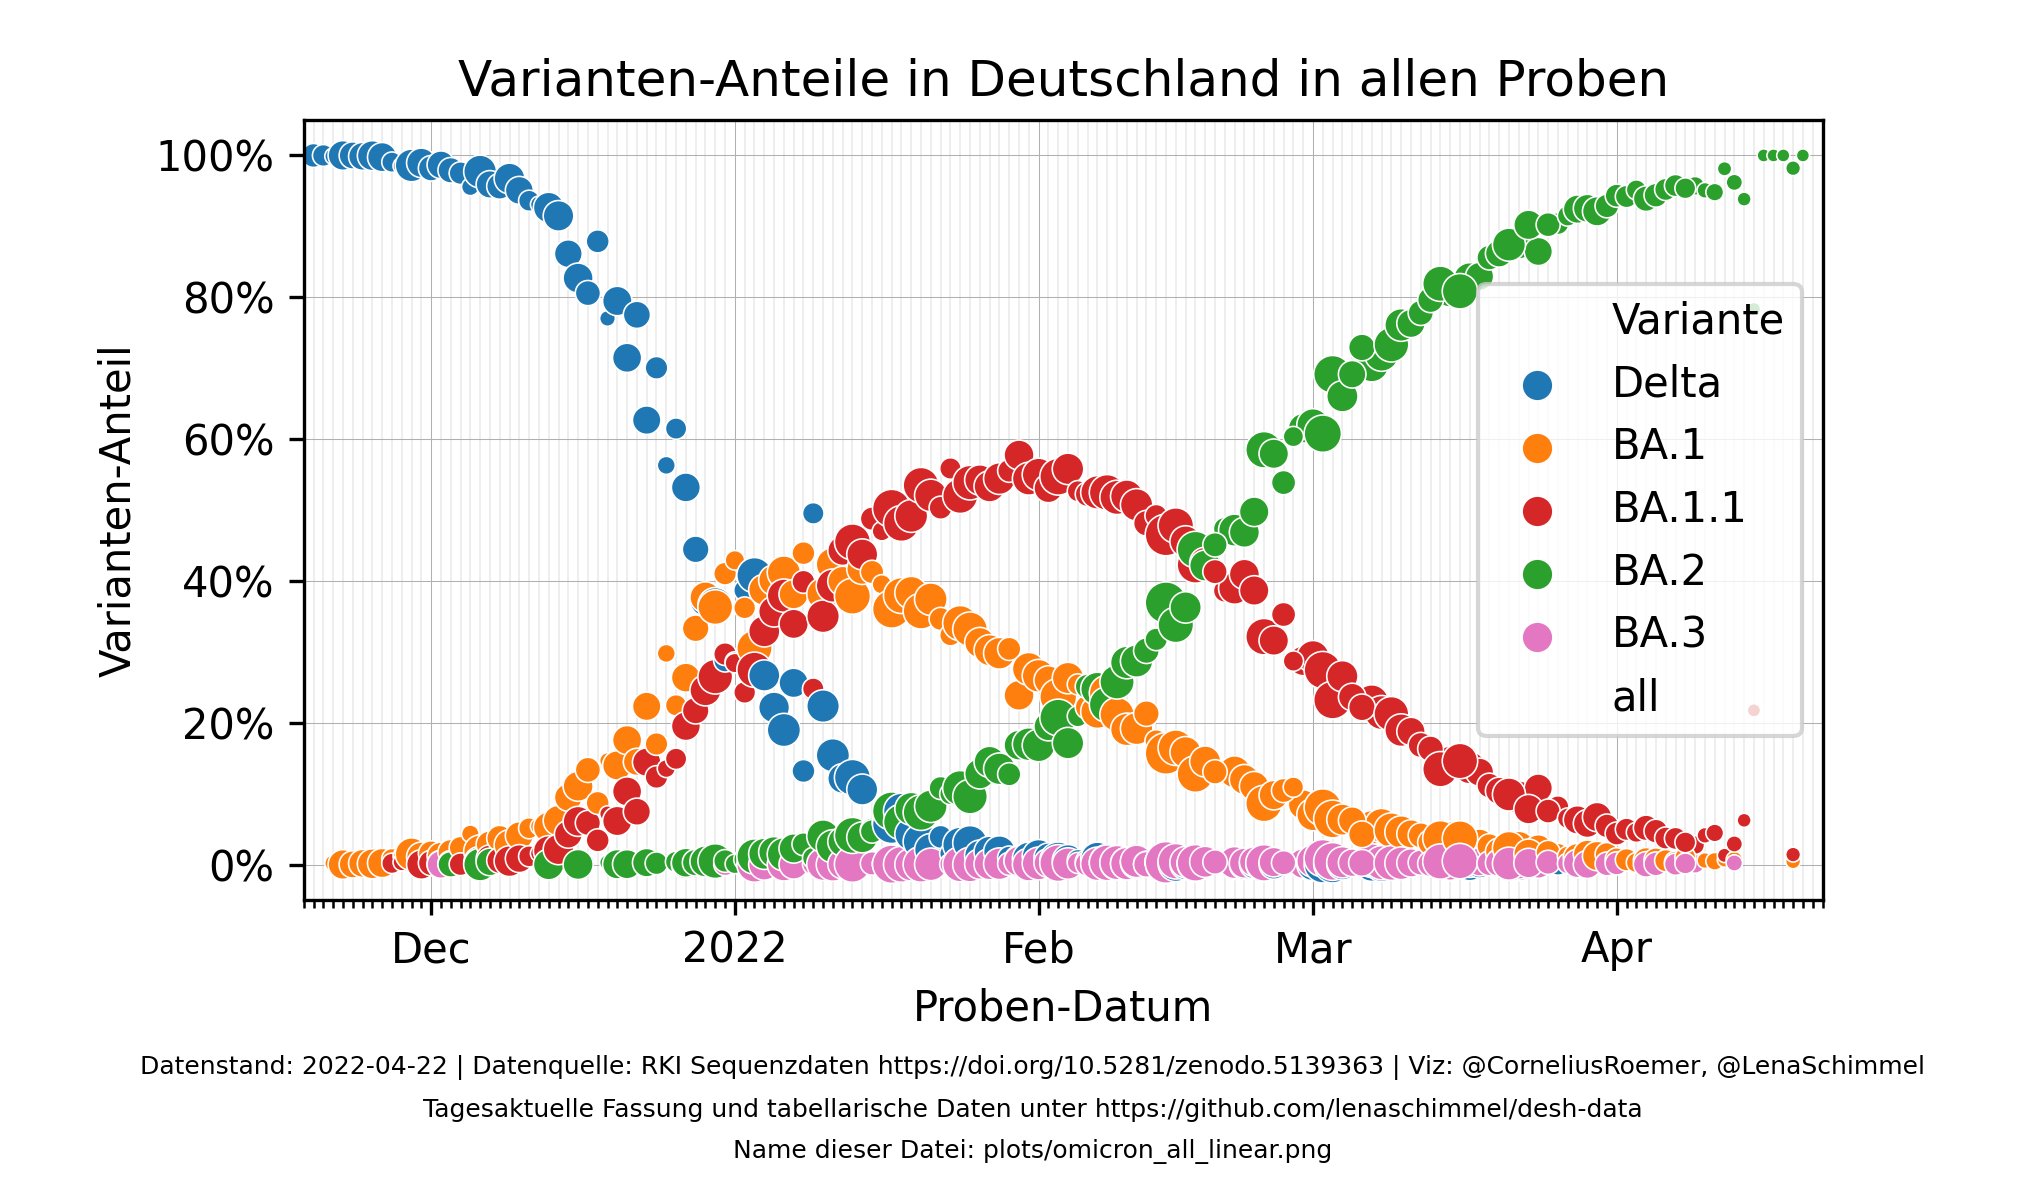 Varianten-Anteile in Deutschland in allen Proben
Varianten-Anteil
100%
80%
60%
40%
20%
0%
Variante
Delta
BA.1
BA.1.1
BA.2
BA.3
all
Dec
2022
Feb
Mar
Apr
Proben-Datum
Datenstand: 2022-04-22 | Datenquelle: RKI Sequenzdaten https://doi.org/10.5281/zenodo.5139363 | Viz: @CorneliusRoemer, @LenaSchimmel
Tagesaktuelle Fassung und tabellarische Daten unter https://github.com/lenaschimmel/desh-data
Name dieser Datei: plots/omicron_all_linear.png